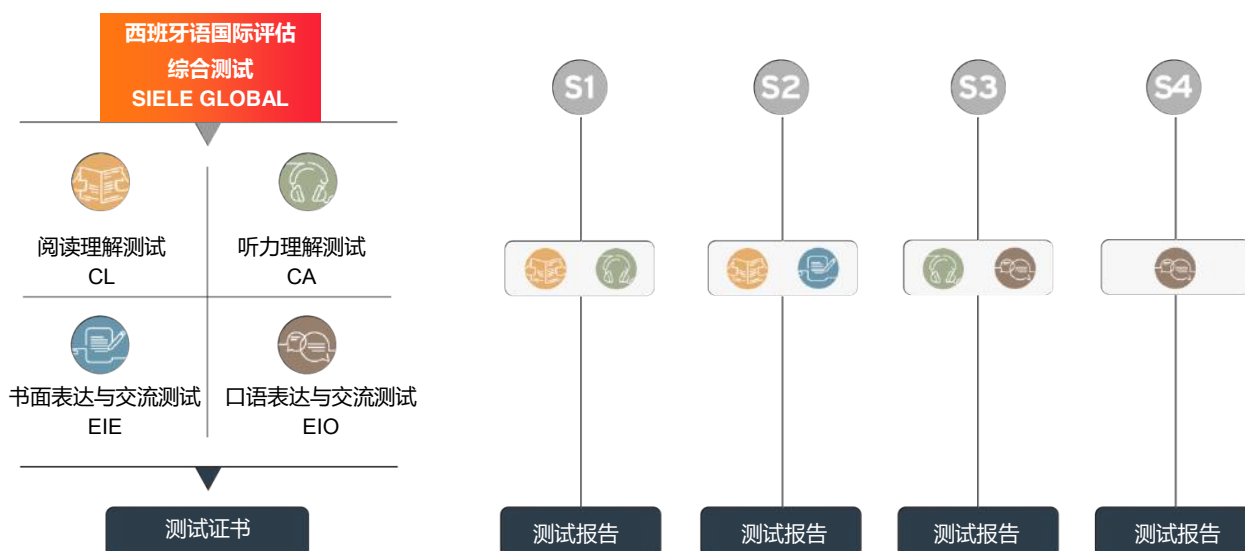 西班牙语国际评估
综合测试
SIELE GLOBAL
阅读理解测试
CL
听力理解测试
CA
书面表达与交流测试
EIE
口语表达与交流测试
EIO
测试证书
S1
S2
S3
S4
测试报告
测试报告
测试报告
测试报告